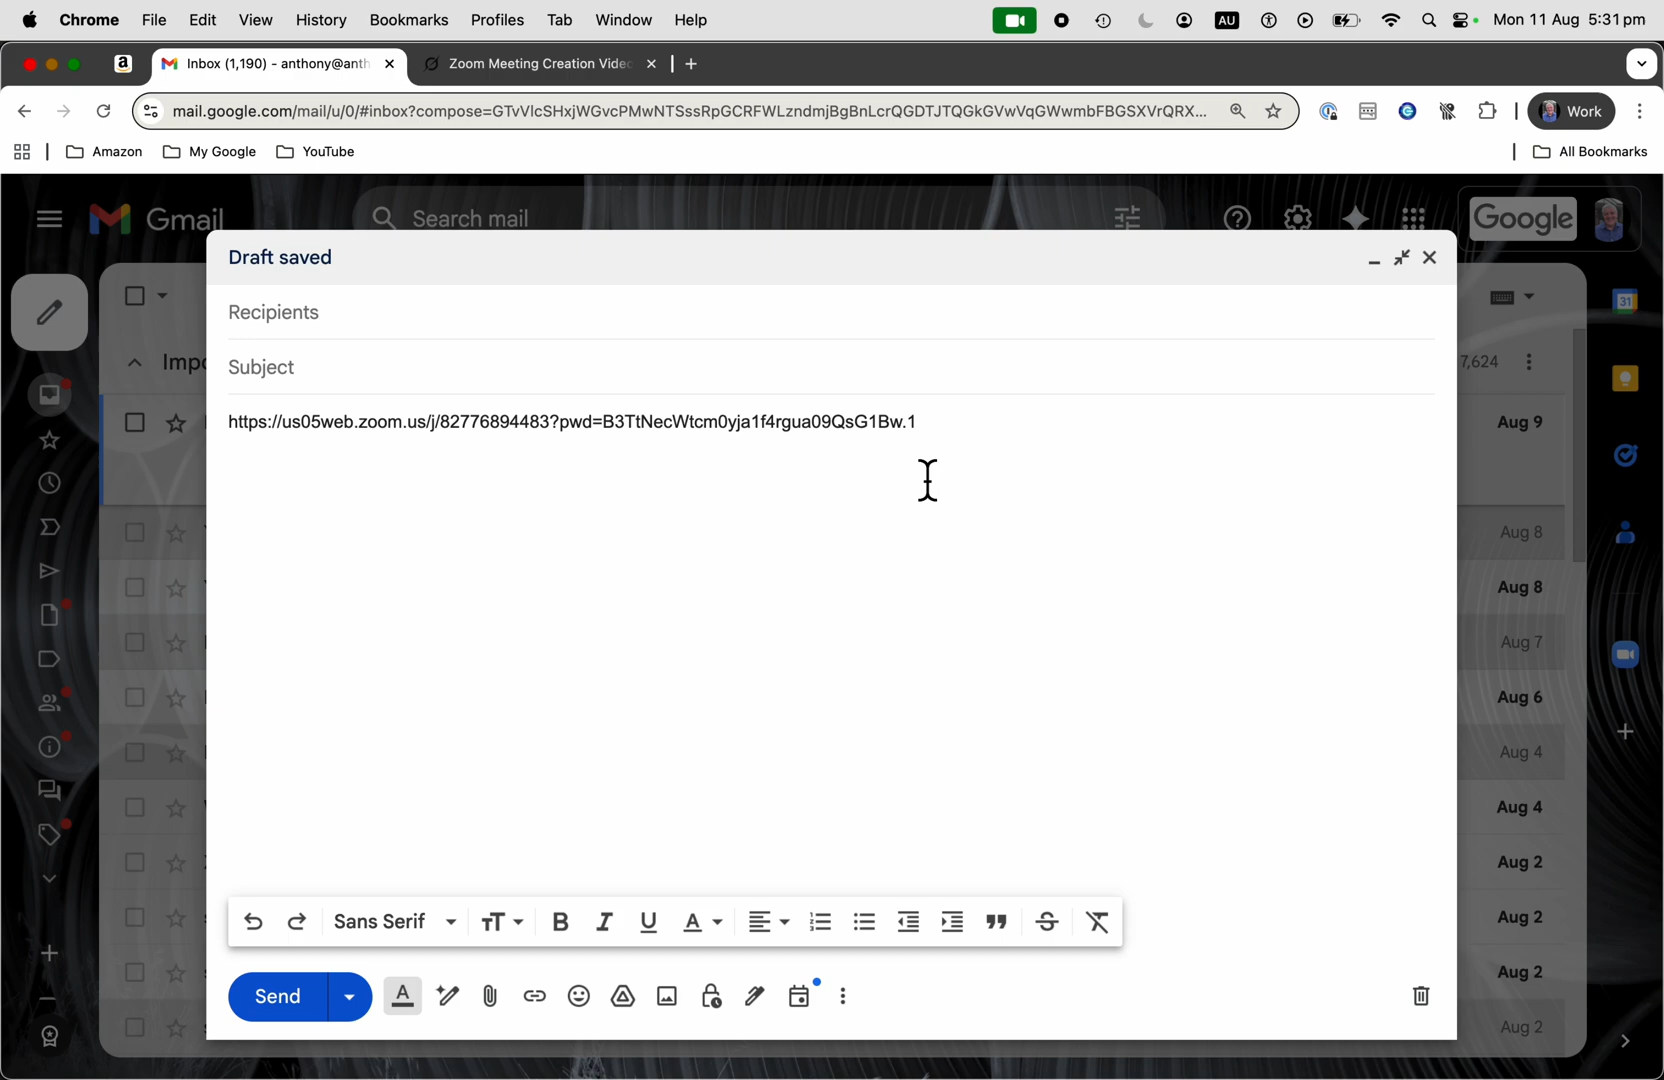 Chrome File Edit View History Bookmarks Profiles Tab Window Help AU Mon 11 Aug 5:31pm
a Inbox (1,190) - anthony@anth Zoom Meeting Creation Vide
mail.google.com/mail/u/0/#inbox?compose=GTvVlcSHxjWGvcPMwNTSssRpGCRFWLzndmjBgBnLcrQGDTJTQGkGVwVqGWwmbFBGSXVrQRX... Work
Amazon My Google YouTube All Bookmarks
Gmail Search mail Google
Draft saved
Recipients
31
Impo 7,624
Subject
https://us05web.zoom.us/j/82776894483?pwd=B3TtNecWtcm0yja1f4rgua09QsG1Bw.1
Aug 9
Aug 8
Aug 8
Aug 7
Aug 6
Aug 4
Aug 4
Aug 2
Aug 2
Sans Serif
Aug 2
Send
Aug 2